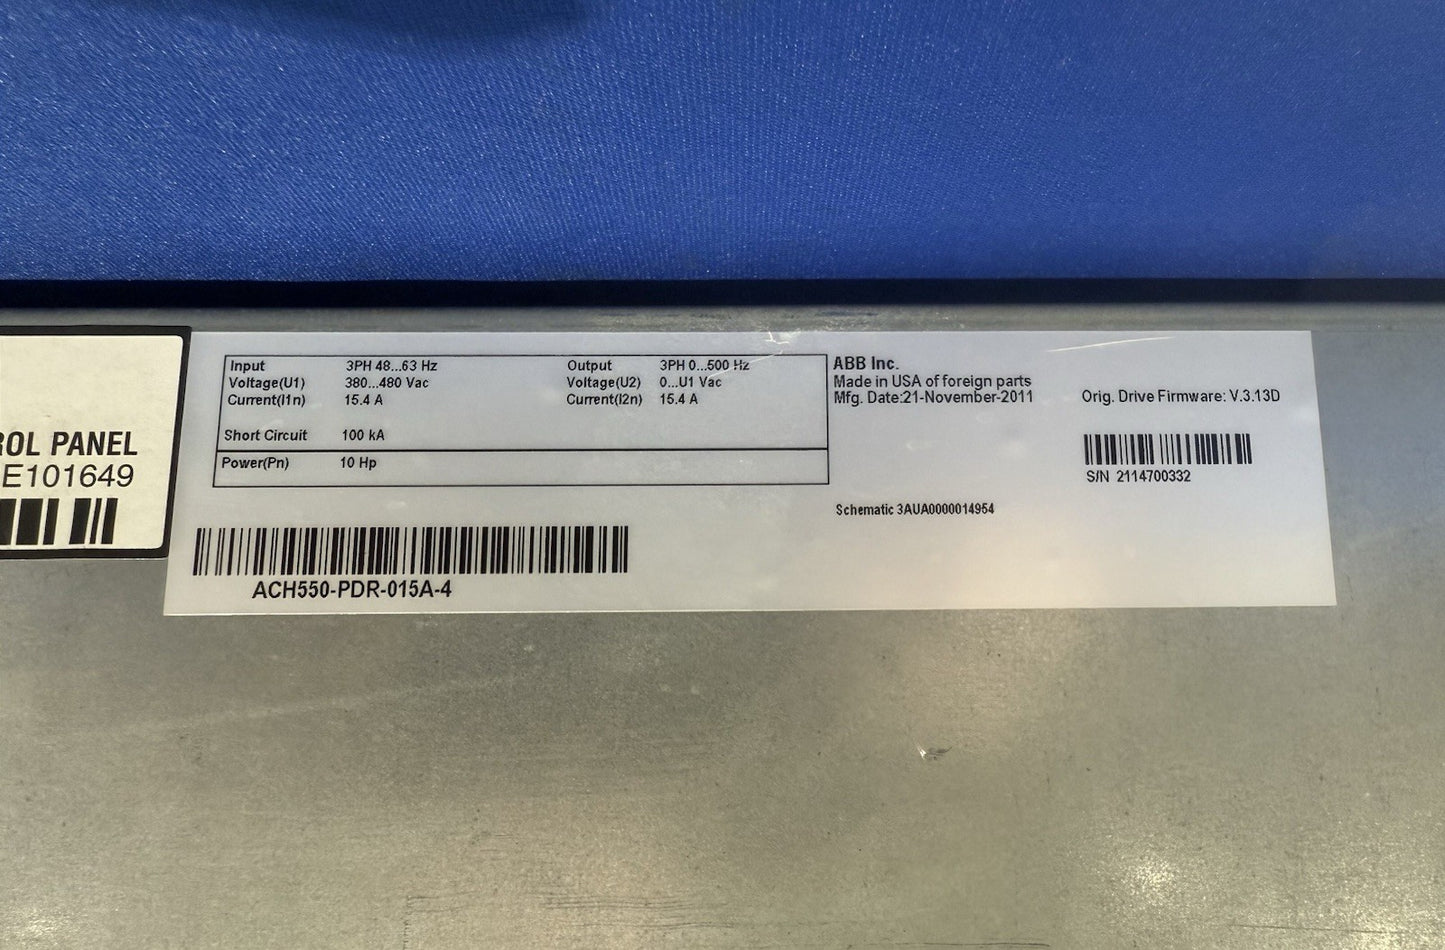 ROL PANEL
E101649
Input 3PH 48...63 Hz Output 3PH 0...500 Hz
Voltage(U1) 380...480 Vac Voltage(U2) 0...U1 Vac
Current(I1n) 15.4 A Current(I2n) 15.4 A
Short Circuit 100 kA
Power(Pn) 10 Hp
ACH550-PDR-015A-4
ABB Inc.
Made in USA of foreign parts
Mfg. Date:21-November-2011
Orig. Drive Firmware: V.3.13D
S/N 2114700332
Schematic 3AUA0000014954